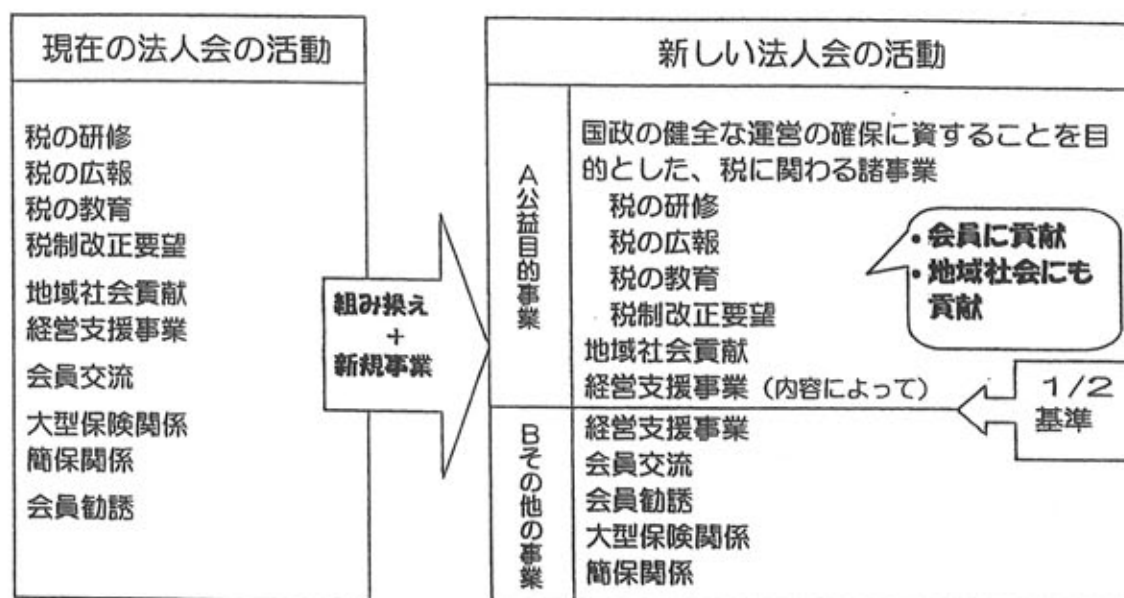 現在の法人会の活動
税の研修
税の広報
税の教育
税制改正要望
地域社会貢献
経営支援事業
会員交流
大型保険関係
簡保関係
会員勧誘
組み換え
+
新規事業
新しい法人会の活動
A公益目的事業
国政の健全な運営の確保に資することを目
的とした、税に関わる諸事業
税の研修
税の広報
税の教育
税制改正要望
地域社会貢献
経営支援事業（内容によって）
・会員に貢献
・地域社会にも
貢献
1/2
基準
Bその他の事業
経営支援事業
会員交流
会員勧誘
大型保険関係
簡保関係